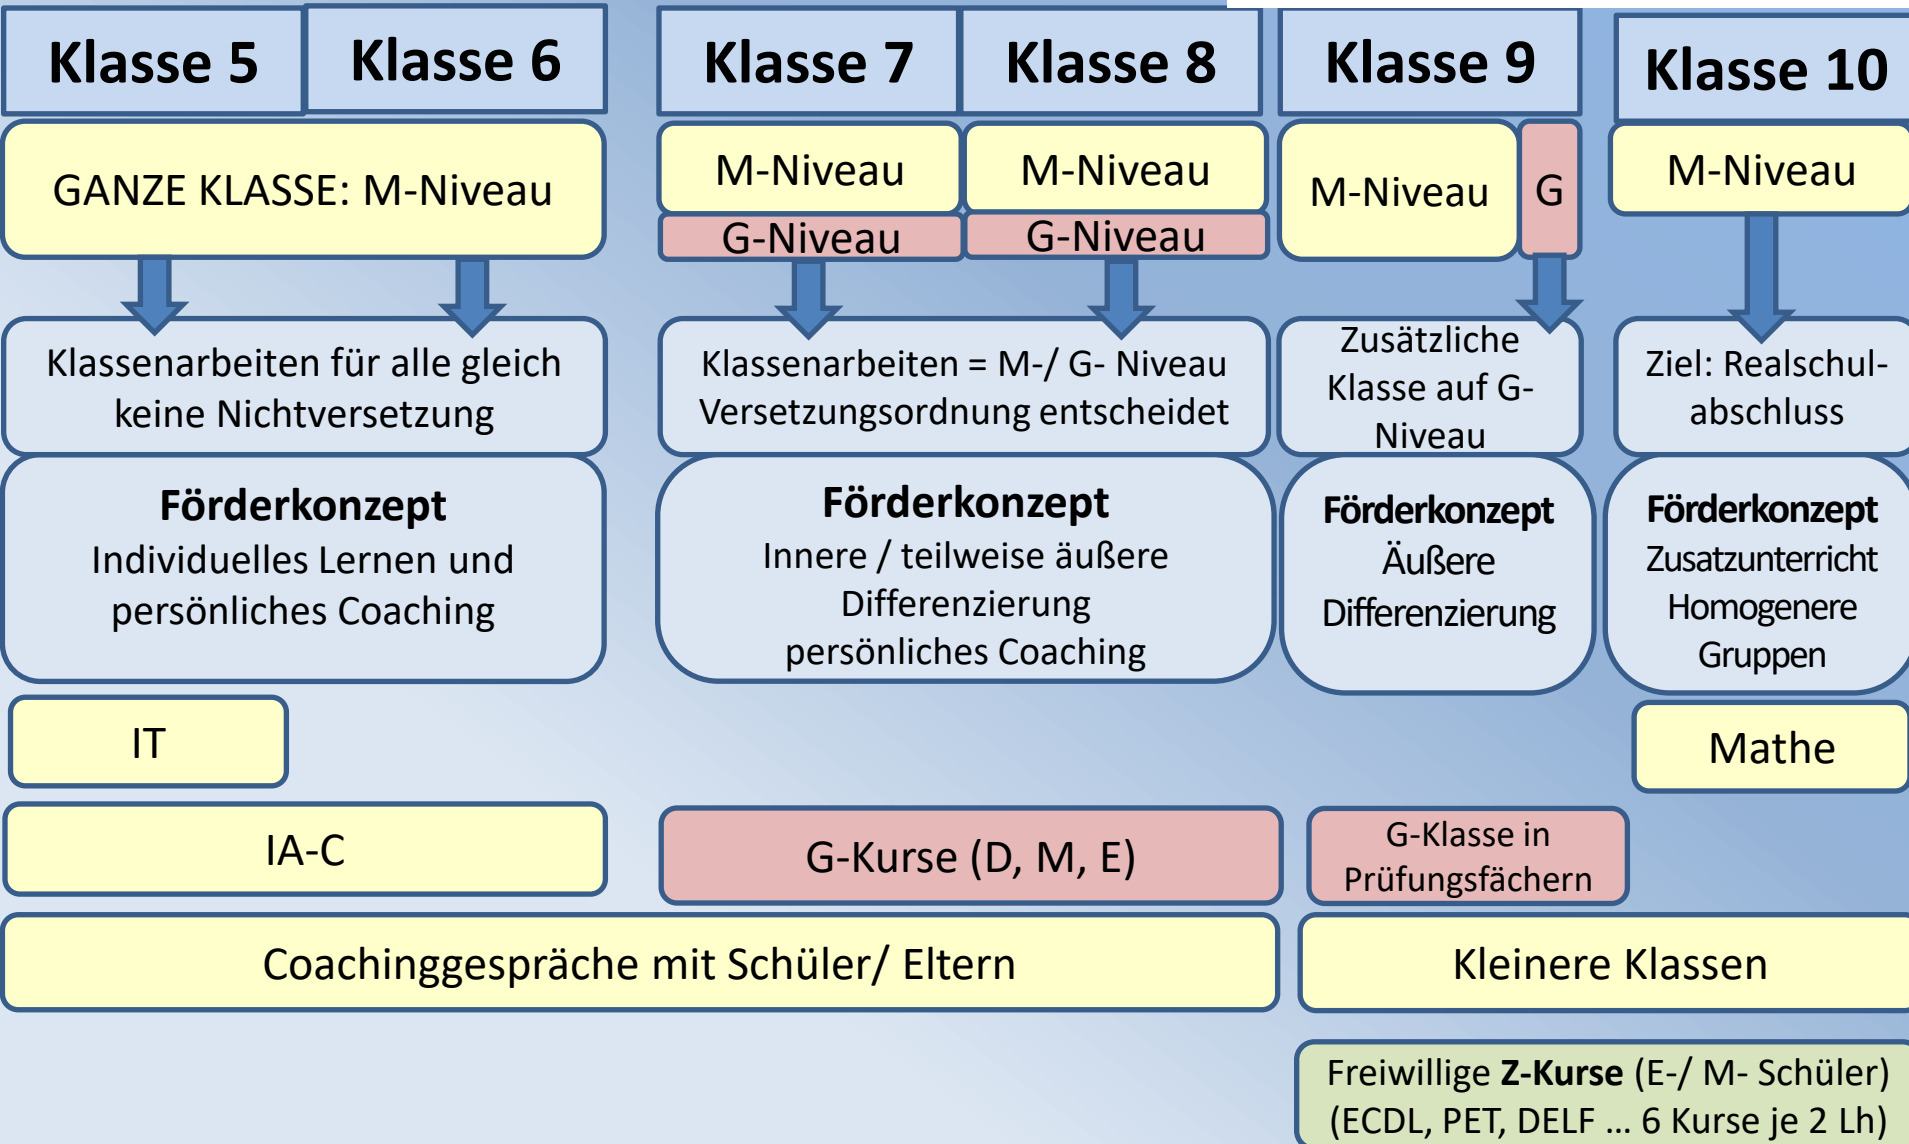 Klasse 5
Klasse 6
Klasse 7
Klasse 8
Klasse 9
Klasse 10
GANZE KLASSE: M-Niveau
M-Niveau
G-Niveau
M-Niveau
G-Niveau
M-Niveau
G
M-Niveau
Klassenarbeiten für alle gleich
keine Nichtversetzung
Klassenarbeiten = M-/ G- Niveau
Versetzungsordnung entscheidet
Zusätzliche
Klasse auf G-
Niveau
Ziel: Realschul-
abschluss
Förderkonzept
Individuelles Lernen und
persönliches Coaching
Förderkonzept
Innere / teilweise äußere
Differenzierung
persönliches Coaching
Förderkonzept
Äußere
Differenzierung
Förderkonzept
Zusatzunterricht
Homogenere
Gruppen
IT
Mathe
IA-C
G-Kurse (D, M, E)
G-Klasse in
Prüfungsfächern
Coachinggespräche mit Schüler/ Eltern
Kleinere Klassen
Freiwillige Z-Kurse (E-/ M- Schüler)
(ECDL, PET, DELF ... 6 Kurse je 2 Lh)